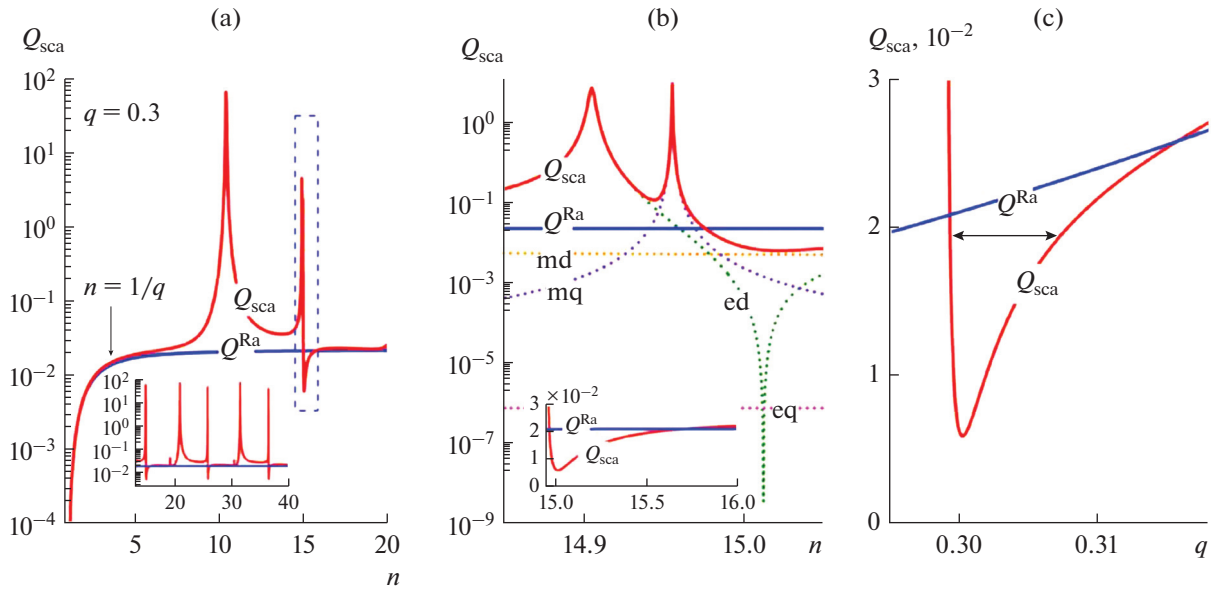 (a)
Q_sca
10^2
10^1
10^0
10^−1
10^−2
10^−3
10^−4
q = 0.3
n = 1/q
Q_sca
Q^Ra
10^2
10^1
10^0
10^−1
10^−2
20 30 40
5 10 15 20
n
(b)
Q_sca
10^0
10^−1
10^−3
10^−5
10^−7
10^−9
Q_sca
Q^Ra
md
mq
ed
eq
×10^−2
3
2
1
0
Q^Ra
Q_sca
15.0 15.5 16.0
14.9 15.0 n
(c)
Q_sca, 10^−2
3
2
1
0
Q^Ra
Q_sca
0.30 0.31 q